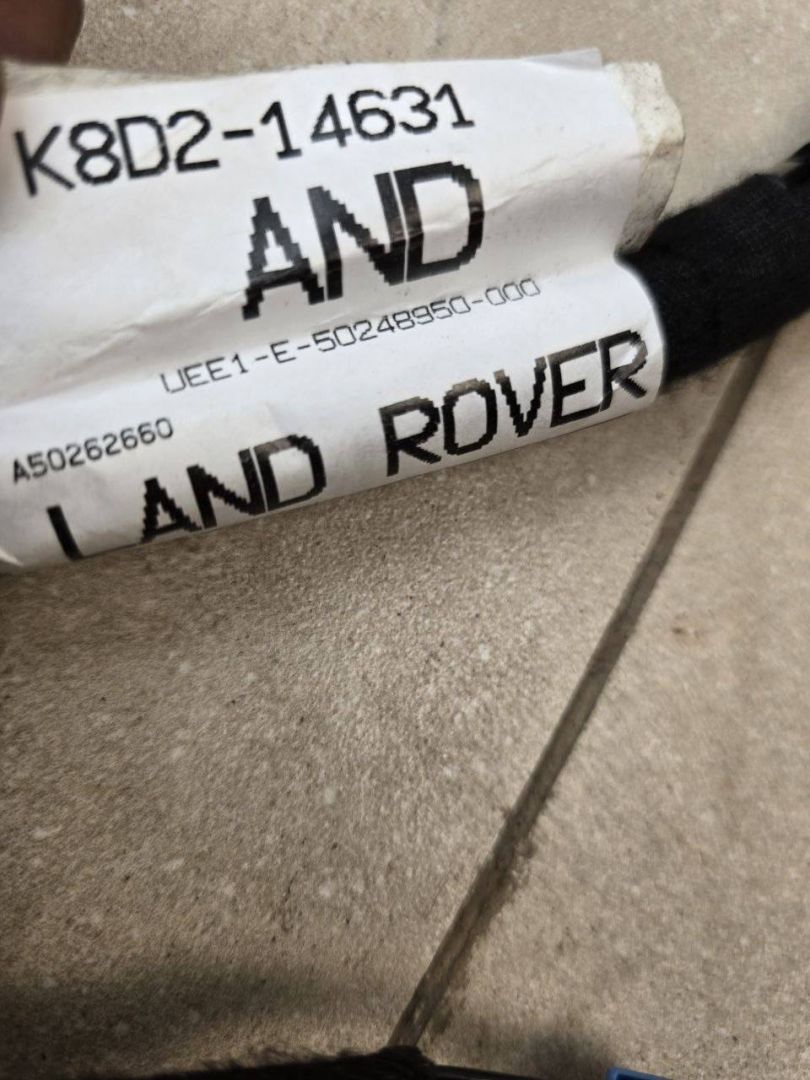 K8D2-14631
AND
UEE1-E-50248950-000
A50262660
LAND ROVER